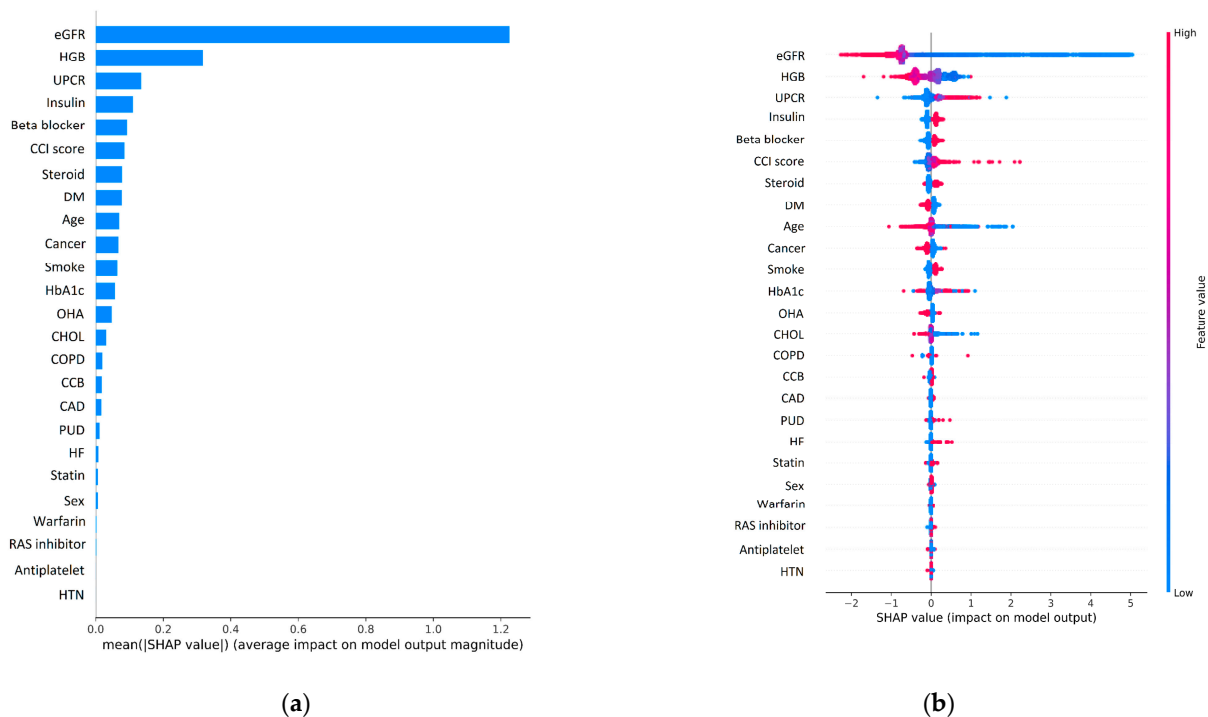 eGFR
HGB
UPCR
Insulin
Beta blocker
CCI score
Steroid
DM
Age
Cancer
Smoke
HbA1c
OHA
CHOL
COPD
CCB
CAD
PUD
HF
Statin
Sex
Warfarin
RAS inhibitor
Antiplatelet
HTN
0.0 0.2 0.4 0.6 0.8 1.0 1.2
mean(|SHAP value|) (average impact on model output magnitude)
(a)
High
eGFR
HGB
UPCR
Insulin
Beta blocker
CCI score
Steroid
DM
Age
Cancer
Smoke
HbA1c
OHA
CHOL
COPD
CCB
CAD
PUD
HF
Statin
Sex
Warfarin
RAS inhibitor
Antiplatelet
HTN
Low
Feature value
−2 −1 0 1 2 3 4 5
SHAP value (impact on model output)
(b)